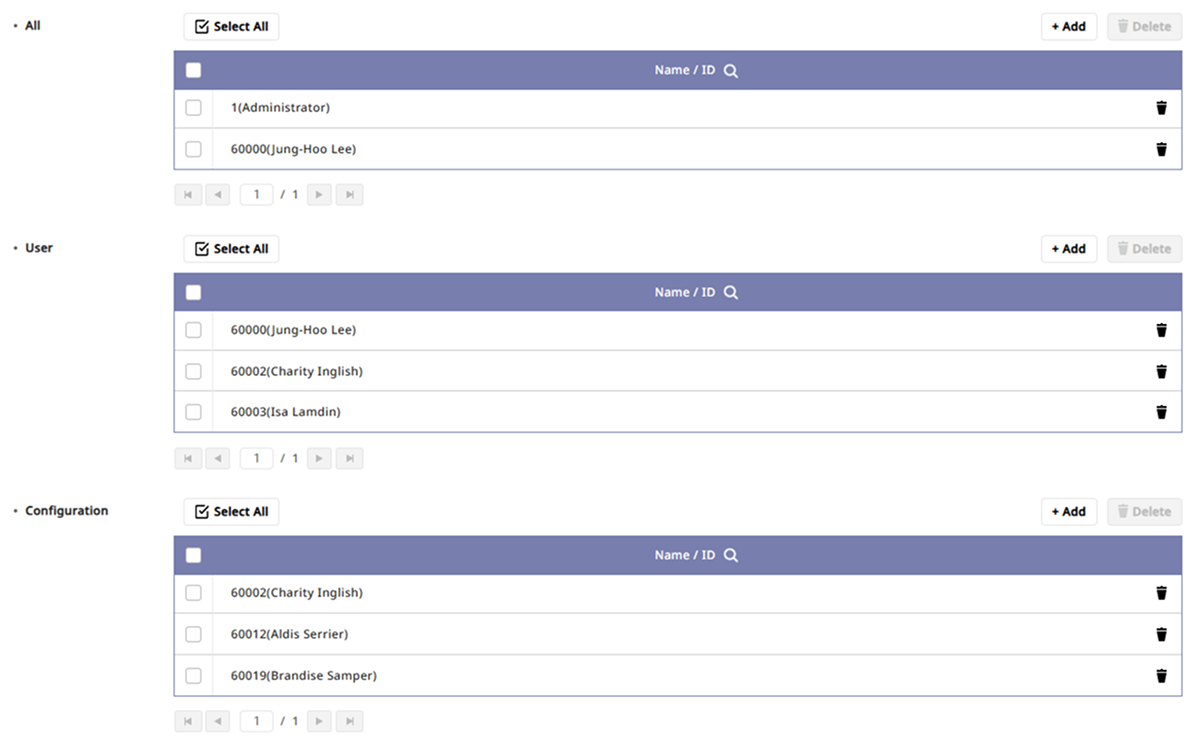 • All
Select All
+ Add
Delete
Name / ID
1(Administrator)
60000(Jung-Hoo Lee)
1 / 1
• User
Select All
+ Add
Delete
Name / ID
60000(Jung-Hoo Lee)
60002(Charity Inglish)
60003(Isa Lamdin)
1 / 1
• Configuration
Select All
+ Add
Delete
Name / ID
60002(Charity Inglish)
60012(Aldis Serrier)
60019(Brandise Samper)
1 / 1